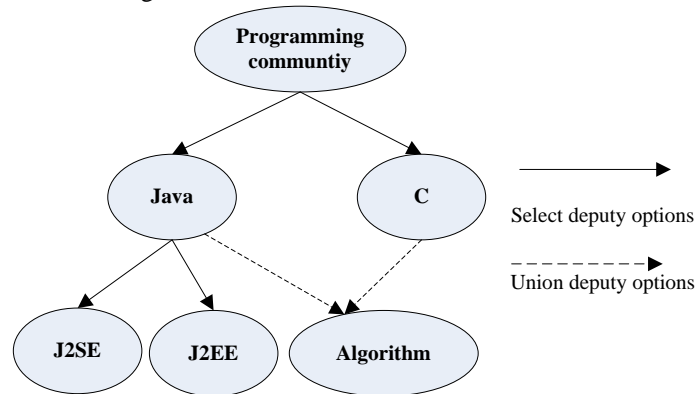 Programming
communtiy
Java
C
Select deputy options
Union deputy options
J2SE
J2EE
Algorithm